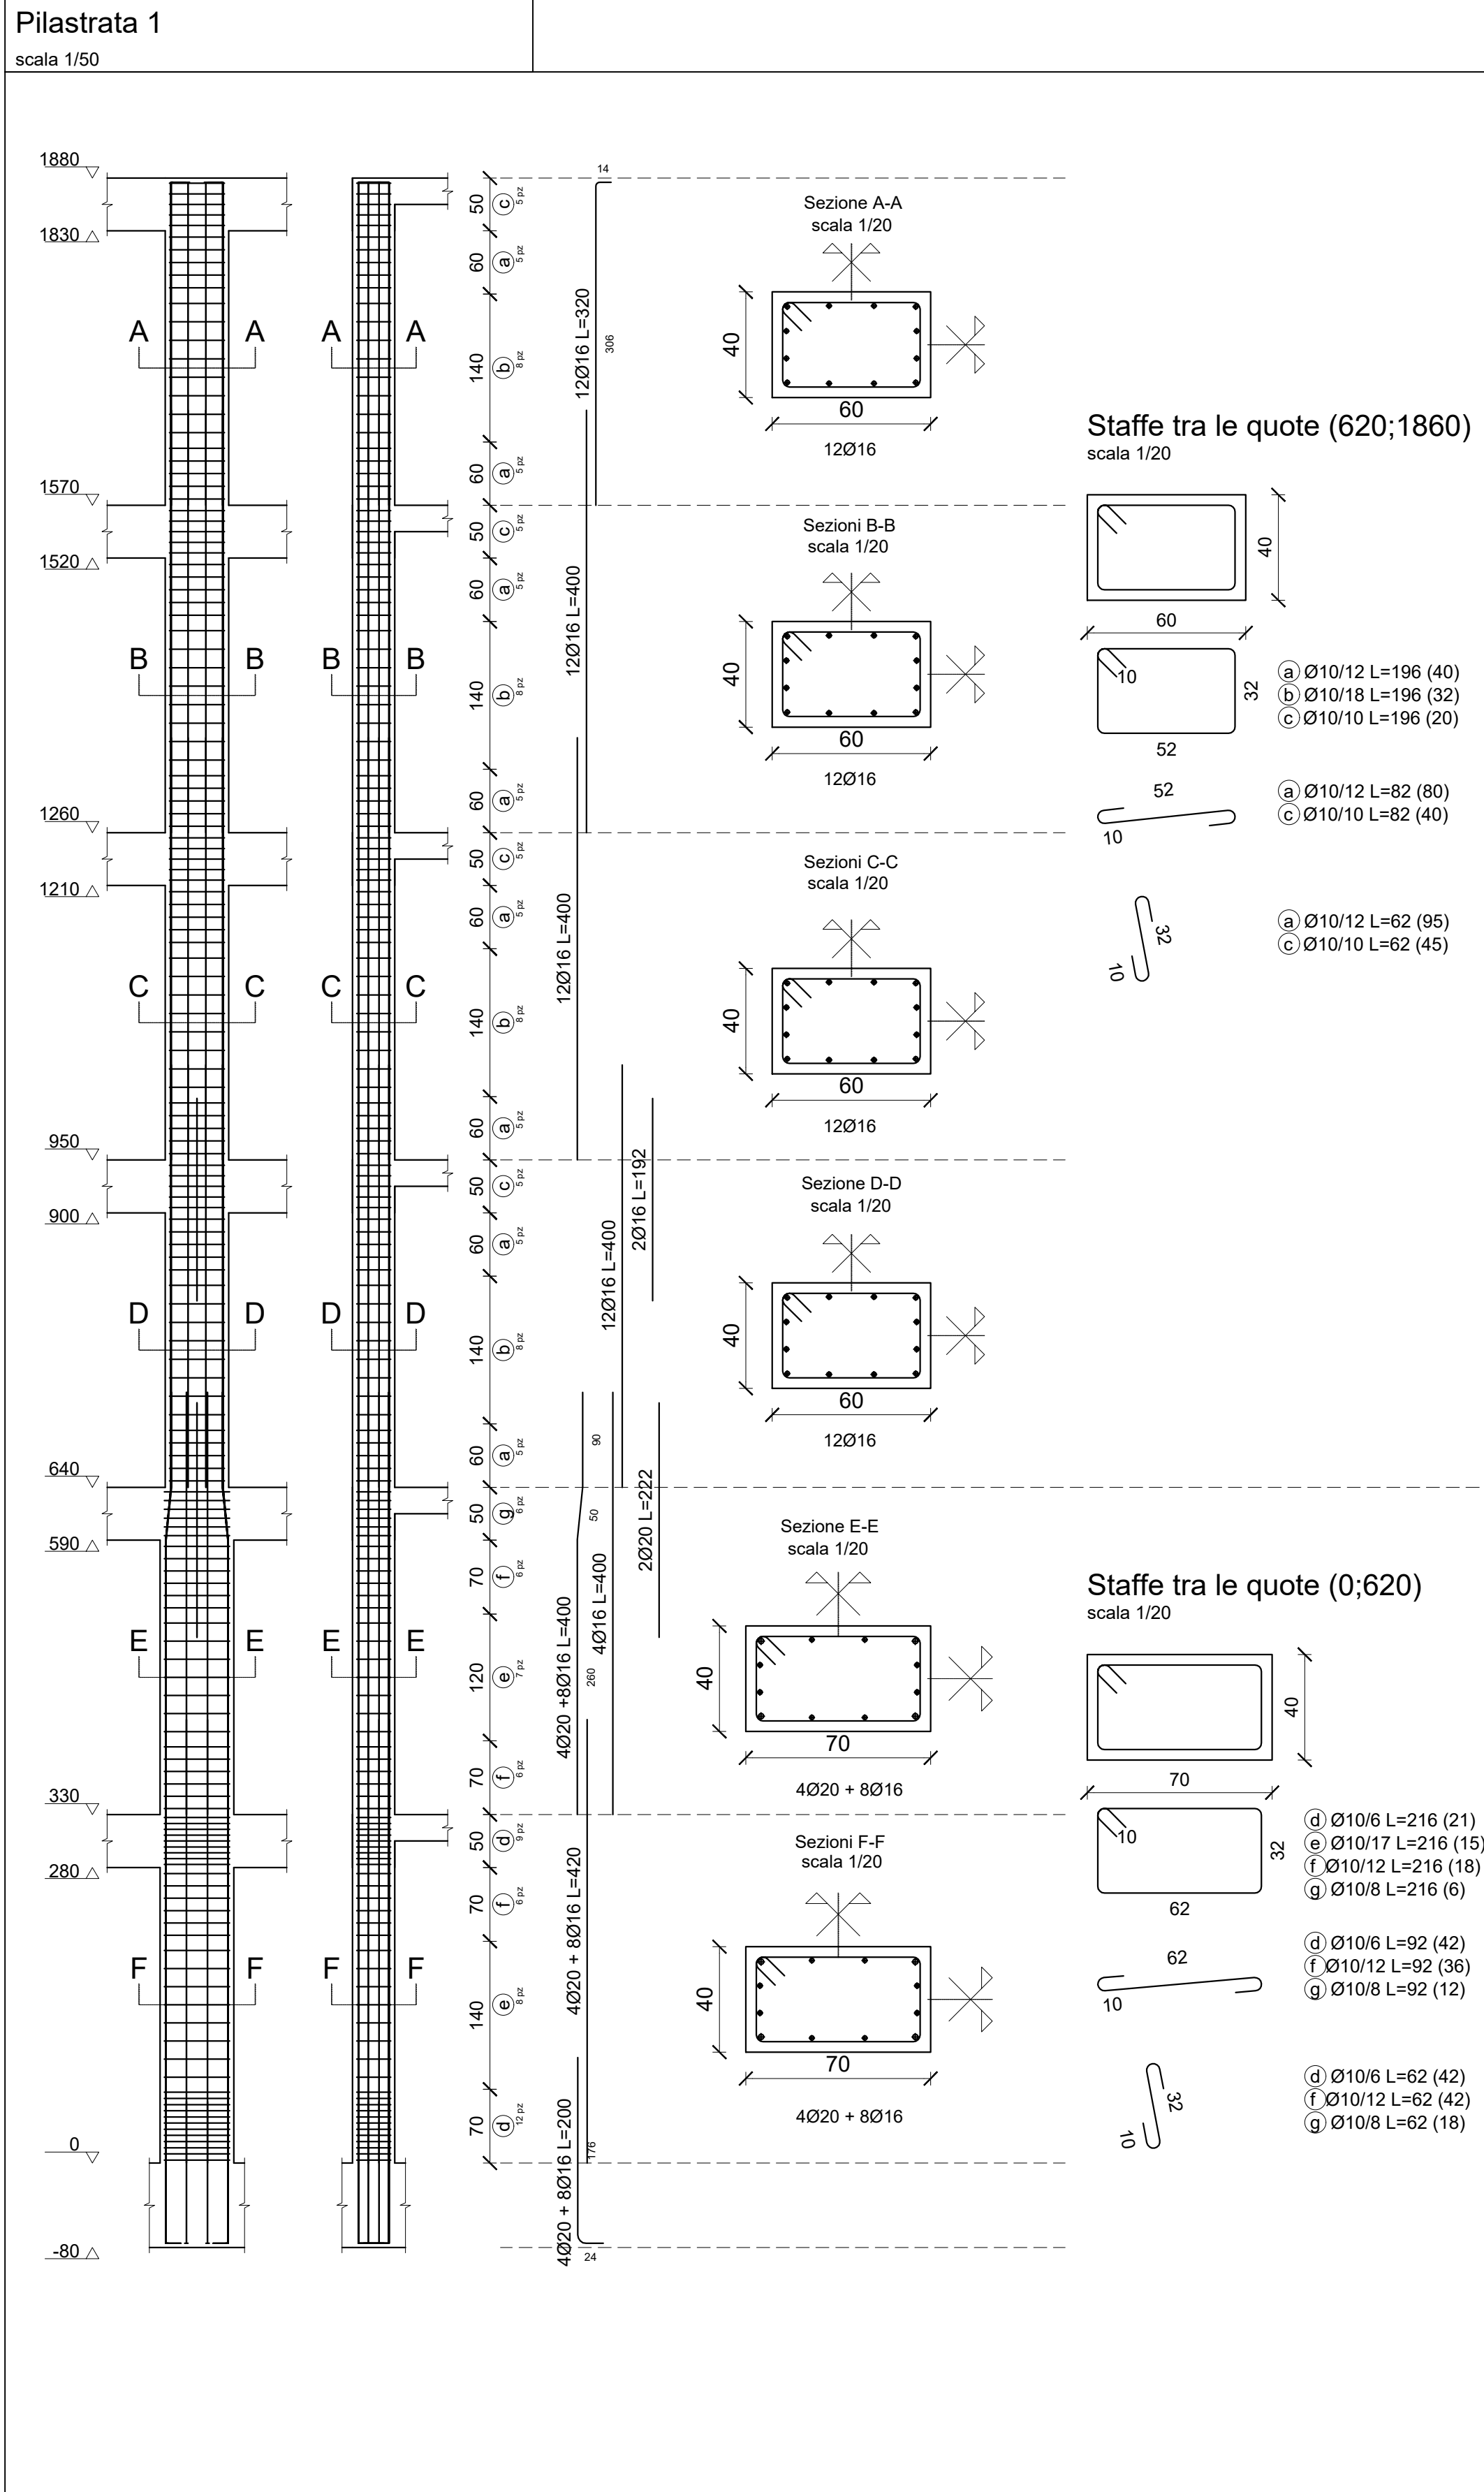 Pilastrata 1
scala 1/50
1880
1830
1570
1520
1260
1210
950
900
640
590
330
280
0
-80
A A A A
B B B B
C C C C
D D D D
E E E E
F F F F
50 c 5 pz
60 a 5 pz
140 b 8 pz
60 a 5 pz
50 c 5 pz
60 a 5 pz
140 b 8 pz
60 a 5 pz
50 c 5 pz
60 a 5 pz
140 b 8 pz
60 a 5 pz
50 c 5 pz
60 a 5 pz
140 b 8 pz
60 a 5 pz
50 g 6 pz
70 f 6 pz
120 e 7 pz
70 f 6 pz
50 d 9 pz
70 f 6 pz
140 e 8 pz
70 d 12 pz
14
12Ø16 L=320
306
12Ø16 L=400
12Ø16 L=400
12Ø16 L=400
2Ø16 L=192
90
50
260
4Ø20 +8Ø16 L=400
4Ø16 L=400
2Ø20 L=222
4Ø20 + 8Ø16 L=420
4Ø20 + 8Ø16 L=200
176
24
Sezione A-A
scala 1/20
40
60
12Ø16
Sezioni B-B
scala 1/20
40
60
12Ø16
Sezioni C-C
scala 1/20
40
60
12Ø16
Sezione D-D
scala 1/20
40
60
12Ø16
Sezione E-E
scala 1/20
40
70
4Ø20 + 8Ø16
Sezioni F-F
scala 1/20
40
70
4Ø20 + 8Ø16
Staffe tra le quote (620;1860)
scala 1/20
40
60
10
32
52
a Ø10/12 L=196 (40)
b Ø10/18 L=196 (32)
c Ø10/10 L=196 (20)
52
10
a Ø10/12 L=82 (80)
c Ø10/10 L=82 (40)
32
10
a Ø10/12 L=62 (95)
c Ø10/10 L=62 (45)
Staffe tra le quote (0;620)
scala 1/20
40
70
10
32
62
d Ø10/6 L=216 (21)
e Ø10/17 L=216 (15)
f Ø10/12 L=216 (18)
g Ø10/8 L=216 (6)
62
10
d Ø10/6 L=92 (42)
f Ø10/12 L=92 (36)
g Ø10/8 L=92 (12)
32
10
d Ø10/6 L=62 (42)
f Ø10/12 L=62 (42)
g Ø10/8 L=62 (18)